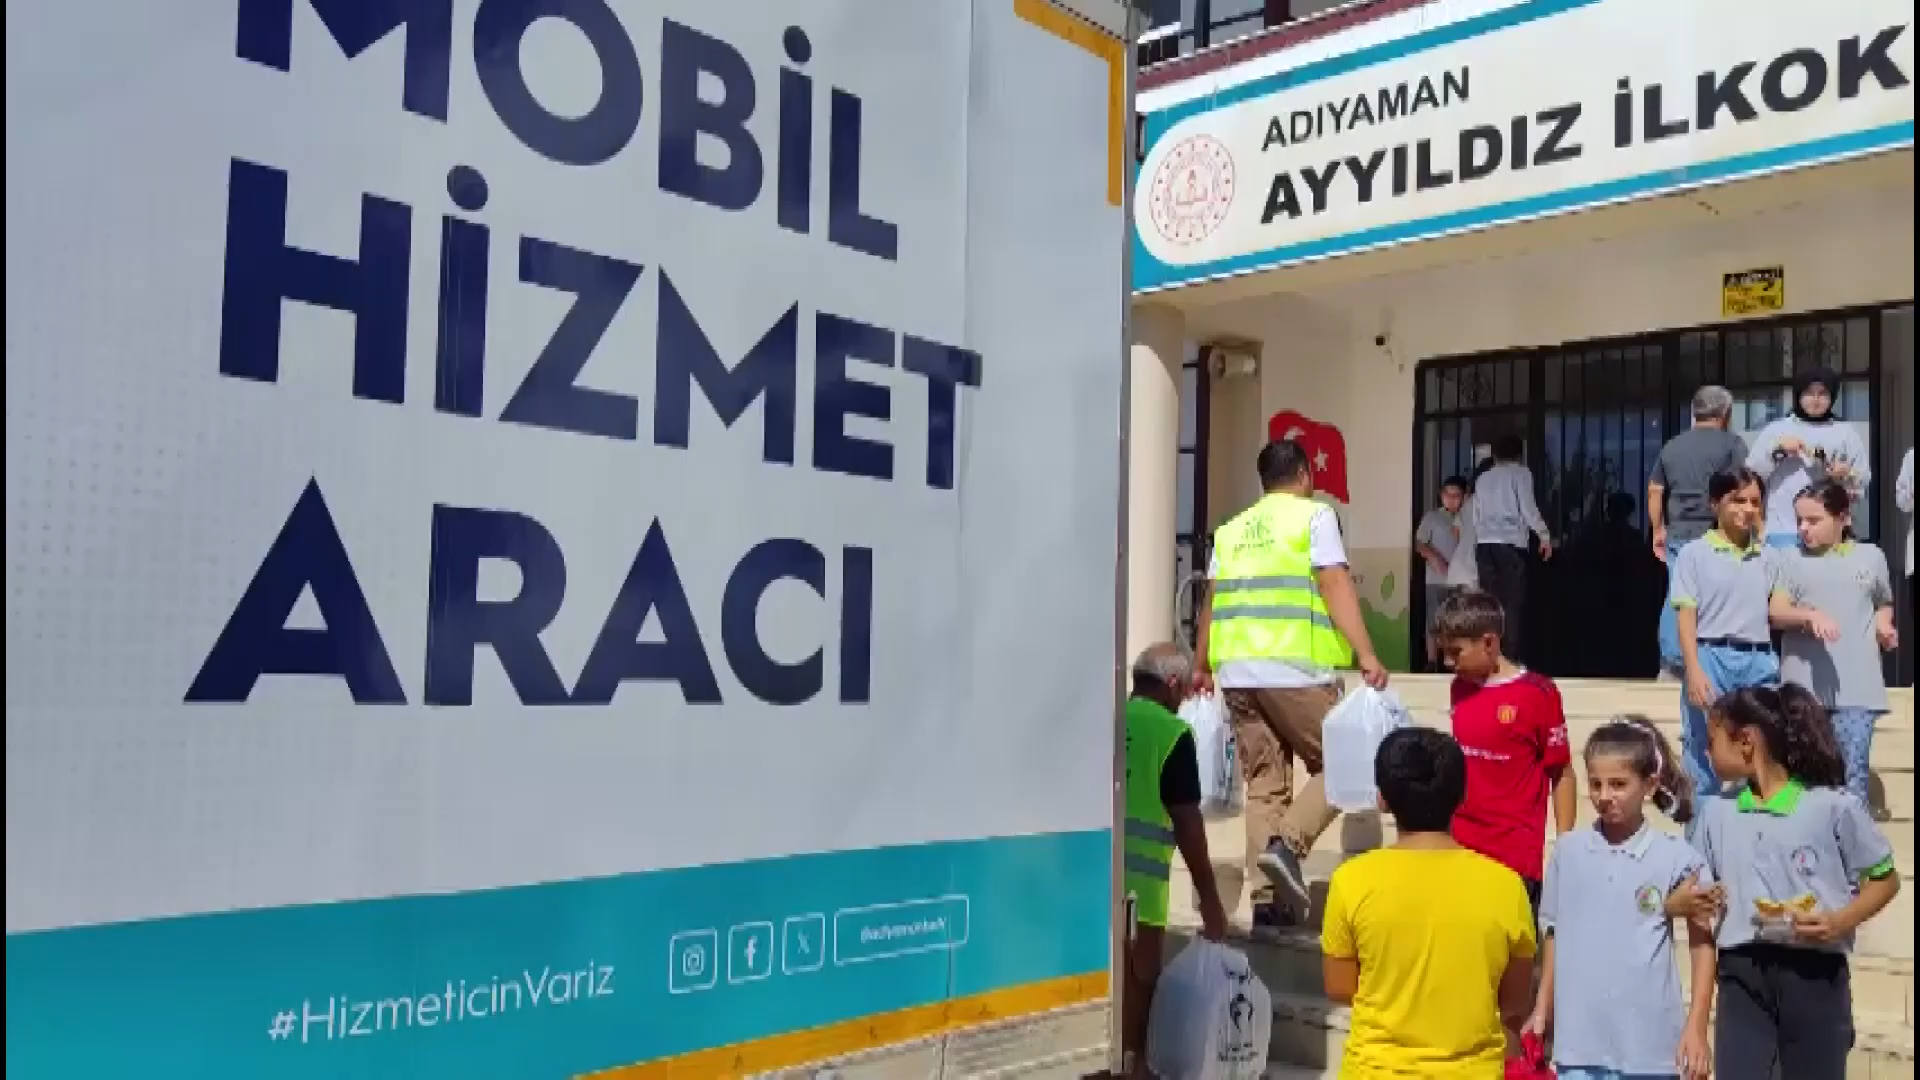 MOBİL
HİZMET
ARACI
#HizmeticinVariz
ADIYAMAN
AYYILDIZ İLKOK